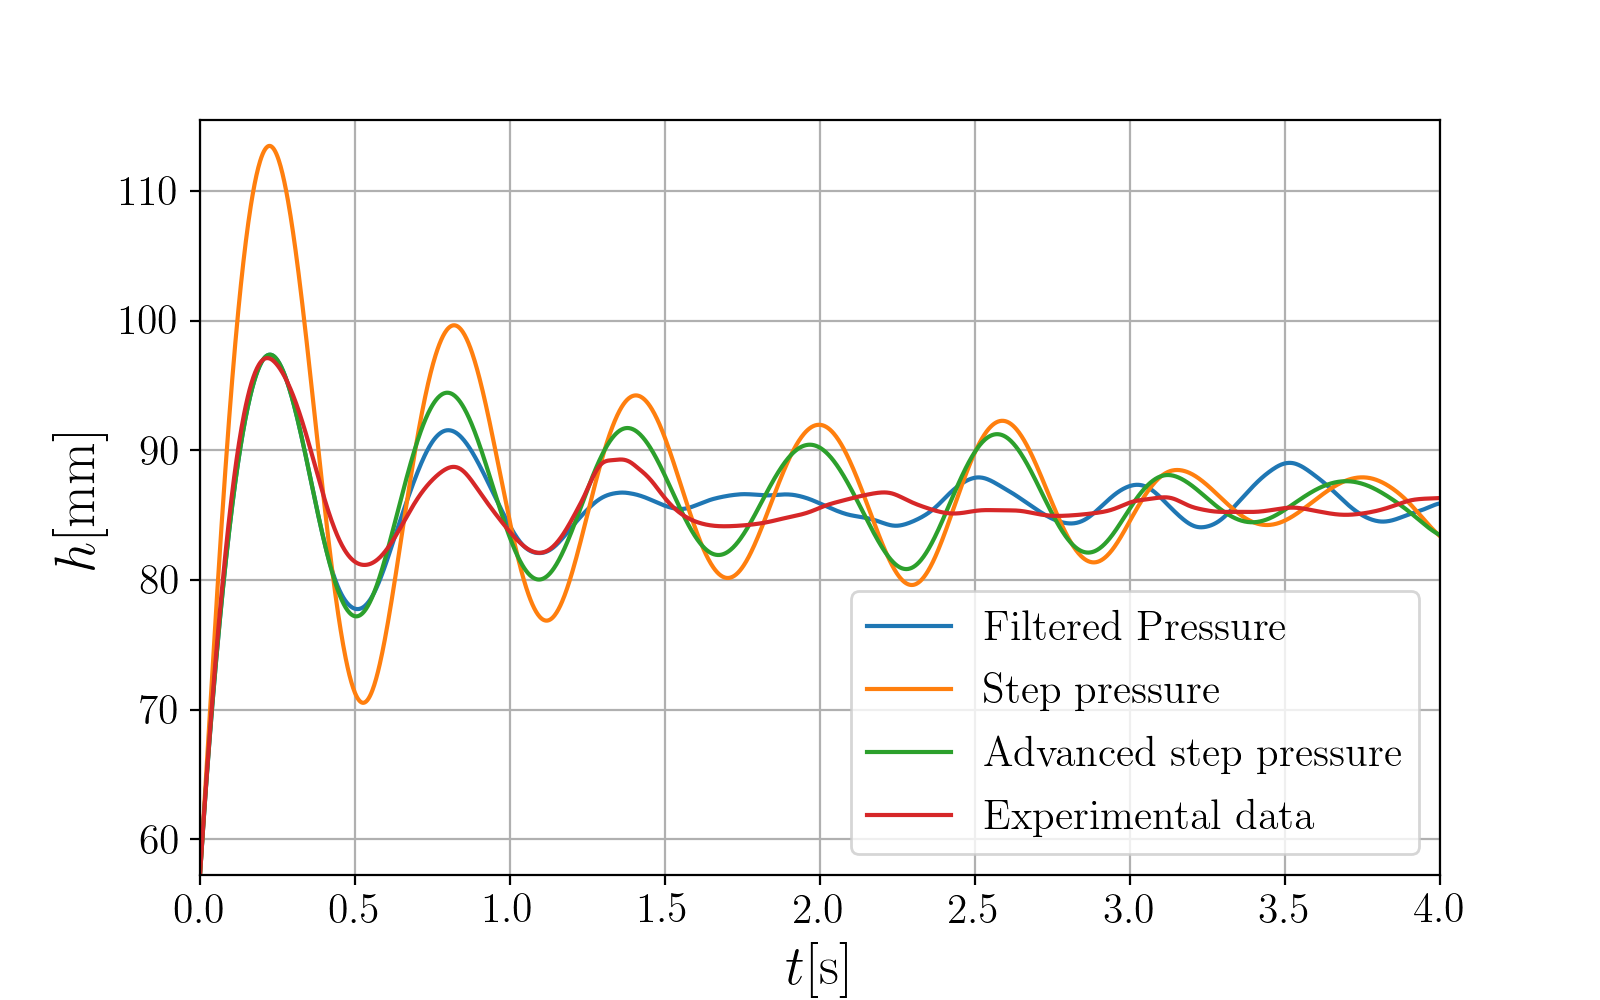 110
100
90
80
70
60
h[mm]
Filtered Pressure
Step pressure
Advanced step pressure
Experimental data
0.0 0.5 1.0 1.5 2.0 2.5 3.0 3.5 4.0
t[s]